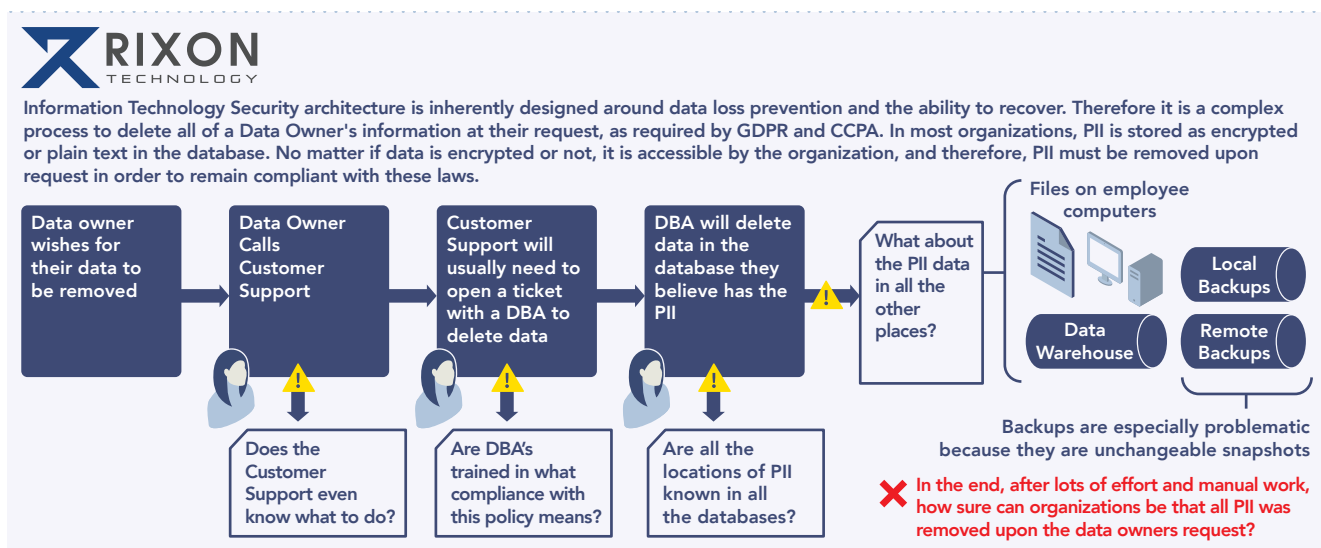 RIXON
TECHNOLOGY
Information Technology Security architecture is inherently designed around data loss prevention and the ability to recover. Therefore it is a complex
process to delete all of a Data Owner's information at their request, as required by GDPR and CCPA. In most organizations, PII is stored as encrypted
or plain text in the database. No matter if data is encrypted or not, it is accessible by the organization, and therefore, PII must be removed upon
request in order to remain compliant with these laws.
Data owner
wishes for
their data to
be removed
Data Owner
Calls
Customer
Support
Customer
Support will
usually need to
open a ticket
with a DBA to
delete data
DBA will delete
data in the
database they
believe has the
PII
What about
the PII data
in all the
other
places?
Files on employee
computers
Local
Backups
Data
Warehouse
Remote
Backups
!
!
!
!
Does the
Customer
Support even
know what to do?
Are DBA's
trained in what
compliance with
this policy means?
Are all the
locations of PII
known in all
the databases?
Backups are especially problematic
because they are unchangeable snapshots
In the end, after lots of effort and manual work,
how sure can organizations be that all PII was
removed upon the data owners request?